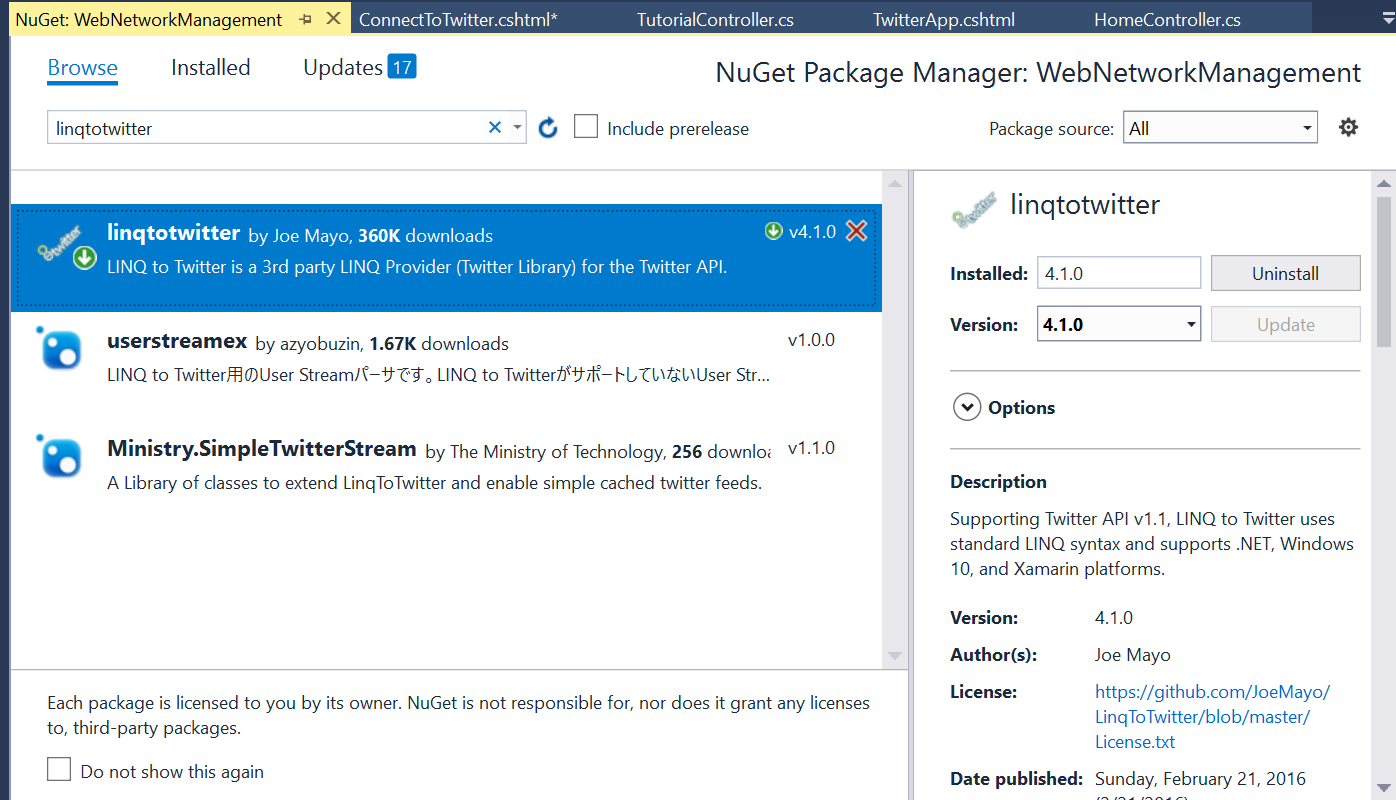 NuGet: WebNetworkManagement
ConnectToTwitter.cshtml*
TutorialController.cs
TwitterApp.cshtml
HomeController.cs
Browse
Installed
Updates 17
NuGet Package Manager: WebNetworkManagement
linqtotwitter
Include prerelease
Package source: All
linqtotwitter by Joe Mayo, 360K downloads
v4.1.0
LINQ to Twitter is a 3rd party LINQ Provider (Twitter Library) for the Twitter API.
userstreamex by azyobuzin, 1.67K downloads
v1.0.0
LINQ to Twitter用のUser Streamパーサです。LINQ to TwitterがサポートしていないUser Str...
Ministry.SimpleTwitterStream by The Ministry of Technology, 256 downloa
v1.1.0
A Library of classes to extend LinqToTwitter and enable simple cached twitter feeds.
Each package is licensed to you by its owner. NuGet is not responsible for, nor does it grant any licenses
to, third-party packages.
Do not show this again
linqtotwitter
Installed: 4.1.0 Uninstall
Version: 4.1.0 Update
Options
Description
Supporting Twitter API v1.1, LINQ to Twitter uses
standard LINQ syntax and supports .NET, Windows
10, and Xamarin platforms.
Version: 4.1.0
Author(s): Joe Mayo
License: https://github.com/JoeMayo/
LinqToTwitter/blob/master/
License.txt
Date published: Sunday, February 21, 2016
(2/21/2016)